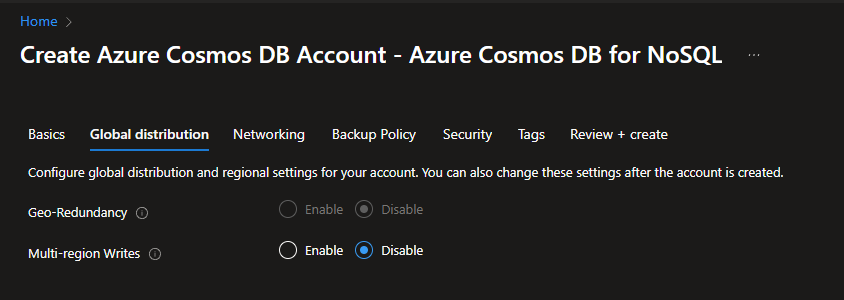 Home
Create Azure Cosmos DB Account - Azure Cosmos DB for NoSQL ...
Basics Global distribution Networking Backup Policy Security Tags Review + create
Configure global distribution and regional settings for your account. You can also change these settings after the account is created.
Geo-Redundancy Enable Disable
Multi-region Writes Enable Disable